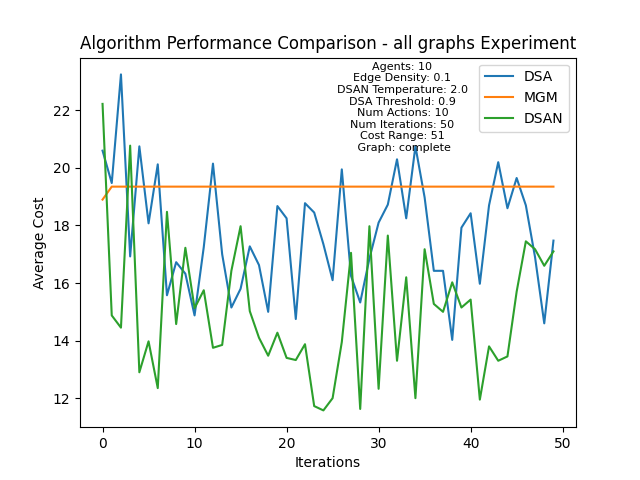 Algorithm Performance Comparison - all graphs Experiment
Agents: 10
Edge Density: 0.1
DSAN Temperature: 2.0
DSA Threshold: 0.9
Num Actions: 10
Num Iterations: 50
Cost Range: 51
Graph: complete
DSA
MGM
DSAN
Average Cost
22
20
18
16
14
12
0
10
20
30
40
50
Iterations